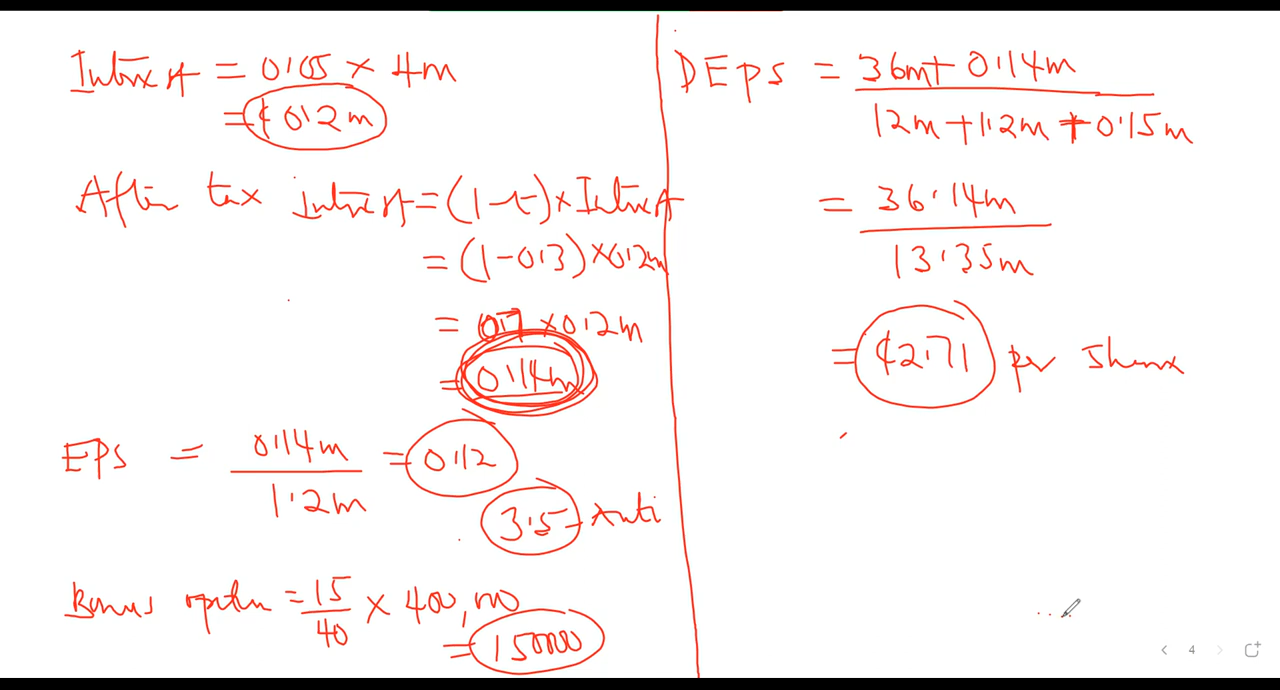 Interest = 0.05 × 4m
= ¢ 0.2m
After tax interest = (1-t) × Interest
= (1-0.3) × 0.2m
= 0.7 × 0.2m
= 0.14m
EPS = 0.14m / 1.2m = 0.12
3.5 - Anti
Bonus option = 15/40 × 400,000
= 150000
DEPS = 36m + 0.14m / 12m + 1.2m + 0.15m
= 36.14m / 13.35m
= ¢2.71 per share
4